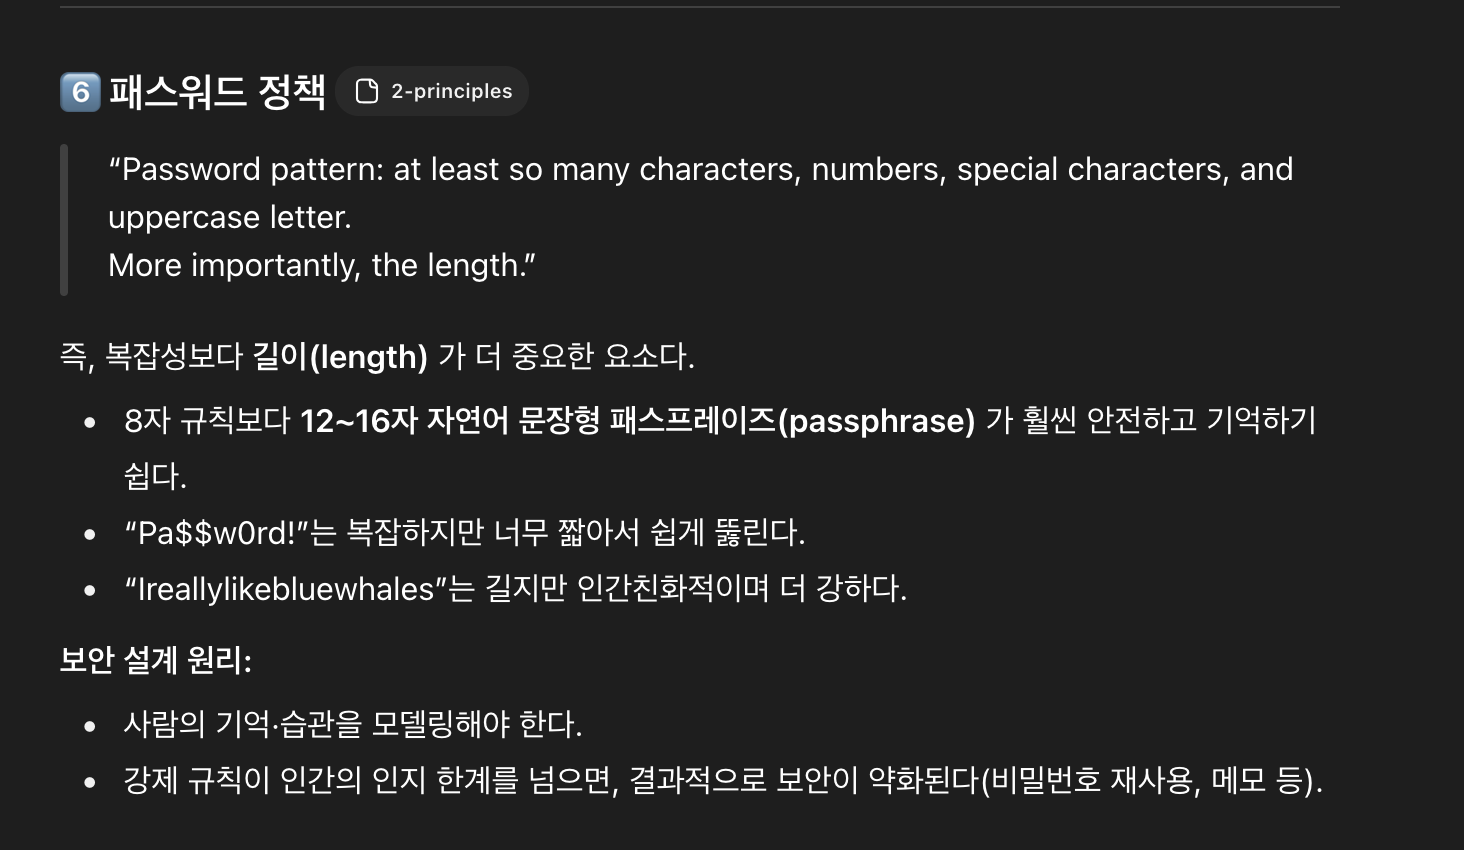 6 패스워드 정책 2-principles
“Password pattern: at least so many characters, numbers, special characters, and
uppercase letter.
More importantly, the length.”
즉, 복잡성보다 길이(length) 가 더 중요한 요소다.
• 8자 규칙보다 12~16자 자연어 문장형 패스프레이즈(passphrase) 가 훨씬 안전하고 기억하기
쉽다.
• “Pa$$w0rd!”는 복잡하지만 너무 짧아서 쉽게 뚫린다.
• “Ireallylikebluewhales”는 길지만 인간친화적이며 더 강하다.
보안 설계 원리:
• 사람의 기억·습관을 모델링해야 한다.
• 강제 규칙이 인간의 인지 한계를 넘으면, 결과적으로 보안이 약화된다(비밀번호 재사용, 메모 등).